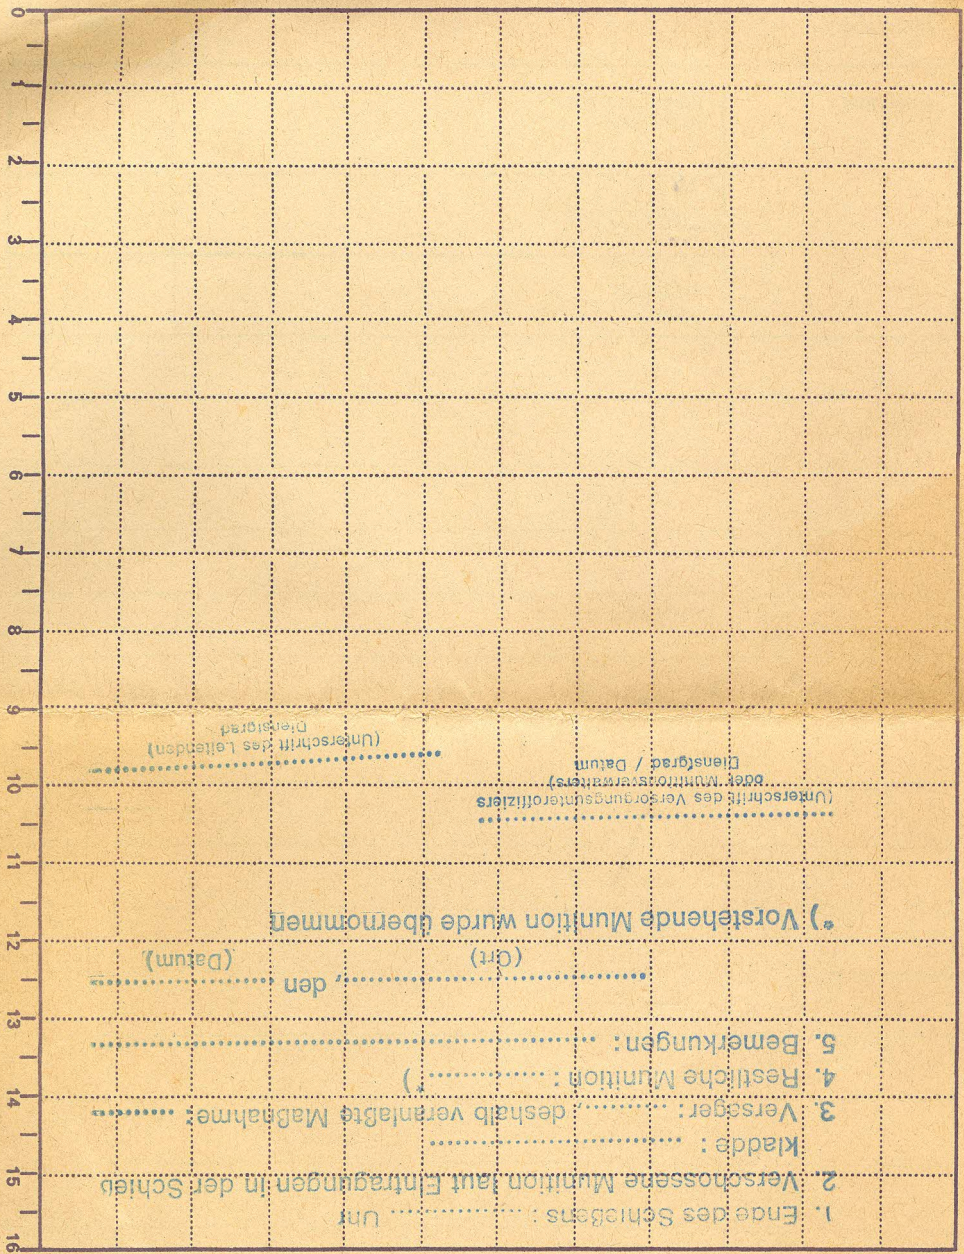 1. Ende des Schießens : ................ Uhr
2. Verschossene Munition laut Eintragungen in der Schieß
kladde : ..............................
3. Versager : .........., deshalb veranlaßte Maßnahme: .........
4. Restliche Munition : ............ *)
5. Bemerkungen : ............................................................
...................................., den ..........................
(Ort) (Datum)
*) Vorstehende Munition wurde übernommen
(Unterschrift des Versorgungsunteroffiziers
oder Munitionsverwalters)
Dienstgrad / Datum
(Unterschrift des Leitenden)
Dienstgrad
0
1
2
3
4
5
6
7
8
9
10
11
12
13
14
15
16